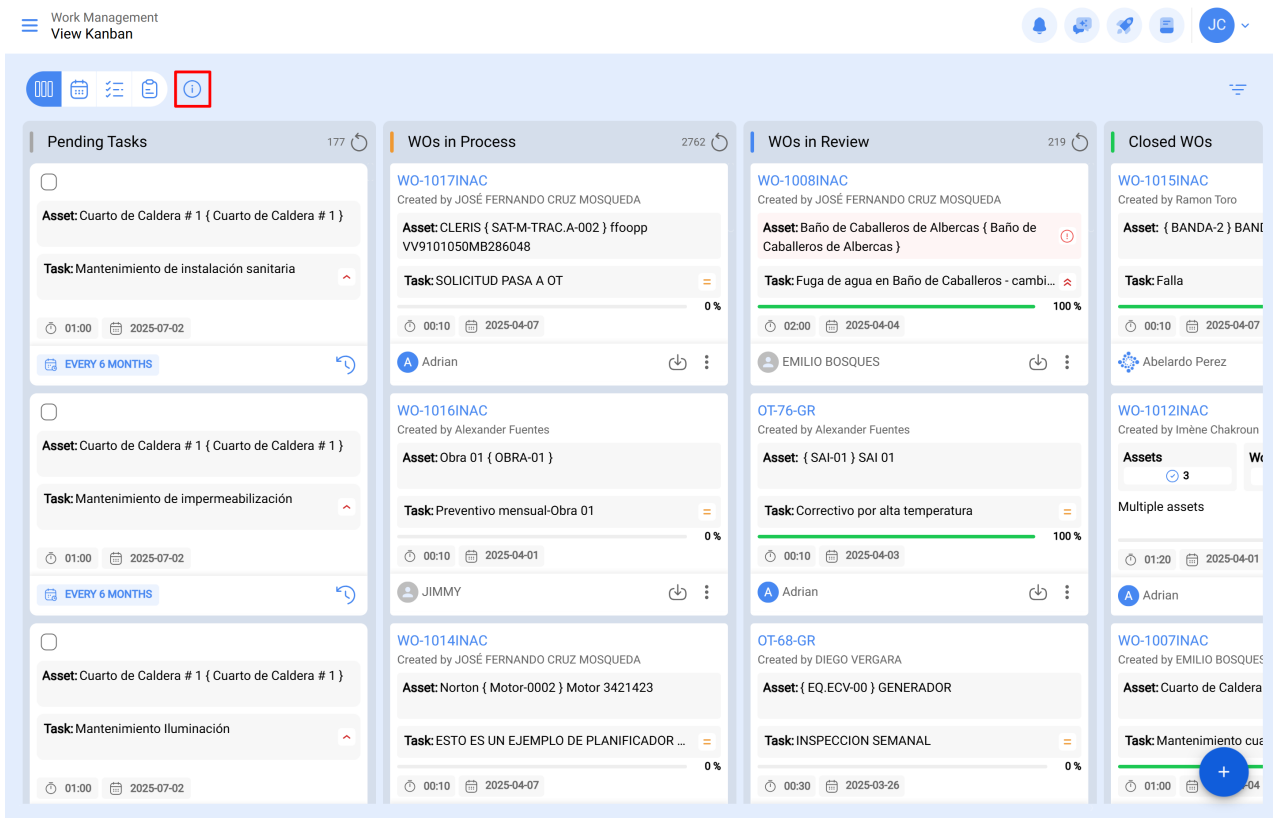 Work Management
View Kanban
JC
Pending Tasks 177
Asset: Cuarto de Caldera # 1 { Cuarto de Caldera # 1 }
Task: Mantenimiento de instalación sanitaria
01:00 2025-07-02
EVERY 6 MONTHS
Asset: Cuarto de Caldera # 1 { Cuarto de Caldera # 1 }
Task: Mantenimiento de impermeabilización
01:00 2025-07-02
EVERY 6 MONTHS
Asset: Cuarto de Caldera # 1 { Cuarto de Caldera # 1 }
Task: Mantenimiento Iluminación
01:00 2025-07-02
WOs in Process 2762
WO-1017INAC
Created by JOSÉ FERNANDO CRUZ MOSQUEDA
Asset: CLERIS { SAT-M-TRAC.A-002 } ffoopp
VV9101050MB286048
Task: SOLICITUD PASA A OT
0 %
00:10 2025-04-07
A Adrian
WO-1016INAC
Created by Alexander Fuentes
Asset: Obra 01 { OBRA-01 }
Task: Preventivo mensual-Obra 01
0 %
00:10 2025-04-01
JIMMY
WO-1014INAC
Created by JOSÉ FERNANDO CRUZ MOSQUEDA
Asset: Norton { Motor-0002 } Motor 3421423
Task: ESTO ES UN EJEMPLO DE PLANIFICADOR ...
0 %
00:10 2025-04-07
WOs in Review 219
WO-1008INAC
Created by JOSÉ FERNANDO CRUZ MOSQUEDA
Asset: Baño de Caballeros de Albercas { Baño de
Caballeros de Albercas }
Task: Fuga de agua en Baño de Caballeros - cambi...
100 %
02:00 2025-04-04
EMILIO BOSQUES
OT-76-GR
Created by Alexander Fuentes
Asset: { SAI-01 } SAI 01
Task: Correctivo por alta temperatura
100 %
00:10 2025-04-03
A Adrian
OT-68-GR
Created by DIEGO VERGARA
Asset: { EQ.ECV-00 } GENERADOR
Task: INSPECCION SEMANAL
0 %
00:30 2025-03-26
Closed WOs
WO-1015INAC
Created by Ramon Toro
Asset: { BANDA-2 } BAN
Task: Falla
00:10 2025-04-07
Abelardo Perez
WO-1012INAC
Created by Imène Chakroun
Assets Wo
3
Multiple assets
01:20 2025-04-01
A Adrian
WO-1007INAC
Created by EMILIO BOSQUES
Asset: Cuarto de Caldera
Task: Mantenimiento cua
01:00 -04